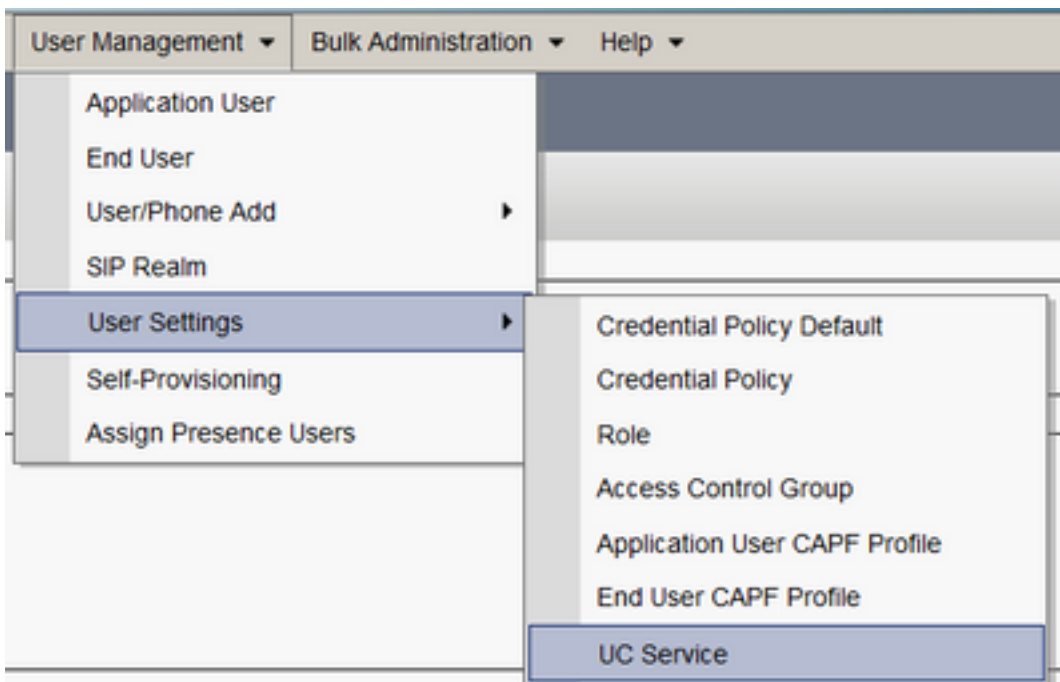 User Management Bulk Administration Help
Application User
End User
User/Phone Add
SIP Realm
User Settings
Self-Provisioning
Assign Presence Users
Credential Policy Default
Credential Policy
Role
Access Control Group
Application User CAPF Profile
End User CAPF Profile
UC Service